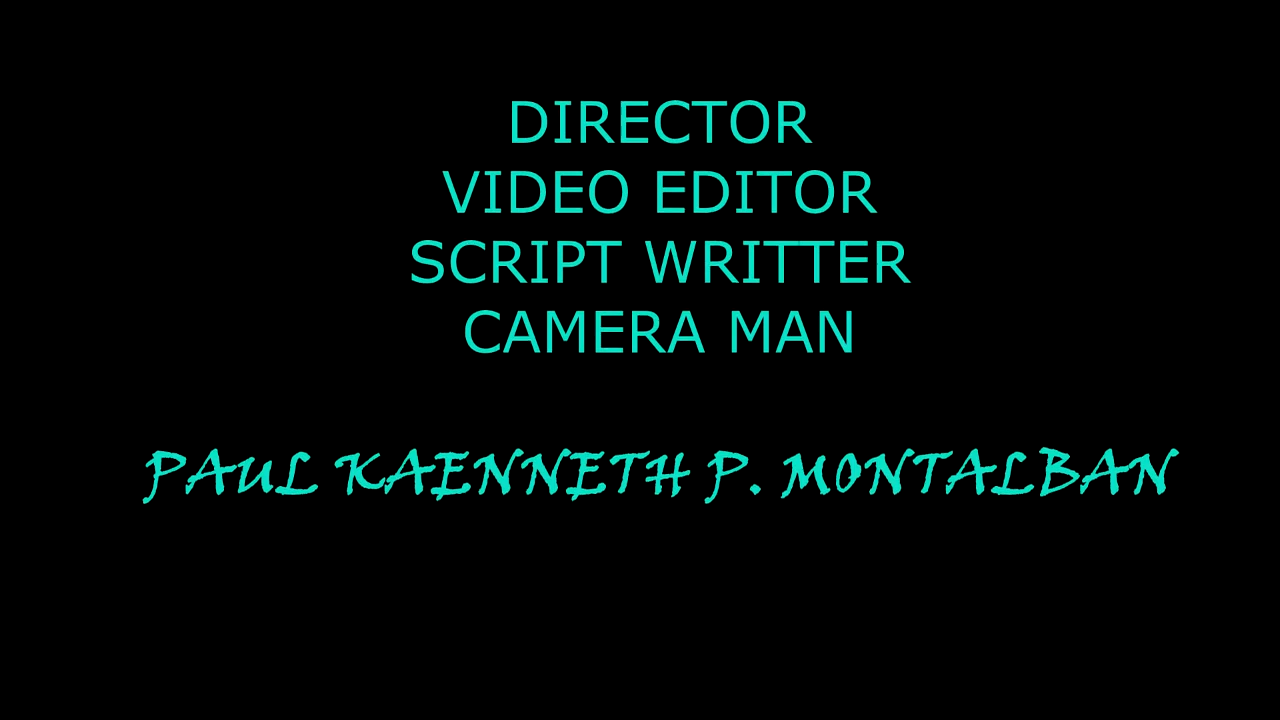 DIRECTOR
VIDEO EDITOR
SCRIPT WRITTER
CAMERA MAN
PAUL KAENNETH P. MONTALBAN